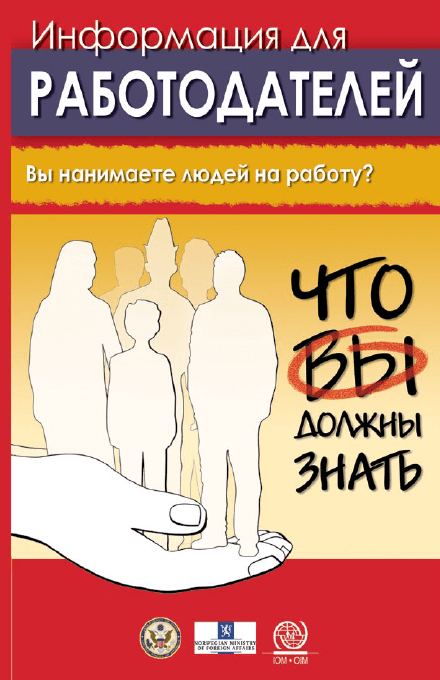 Информация для
РАБОТОДАТЕЛЕЙ
Вы нанимаете людей на работу?
ЧТО
ВЫ
ДОЛЖНЫ
ЗНАТЬ
NORWEGIAN MINISTRY
OF FOREIGN AFFAIRS
IOM • OIM